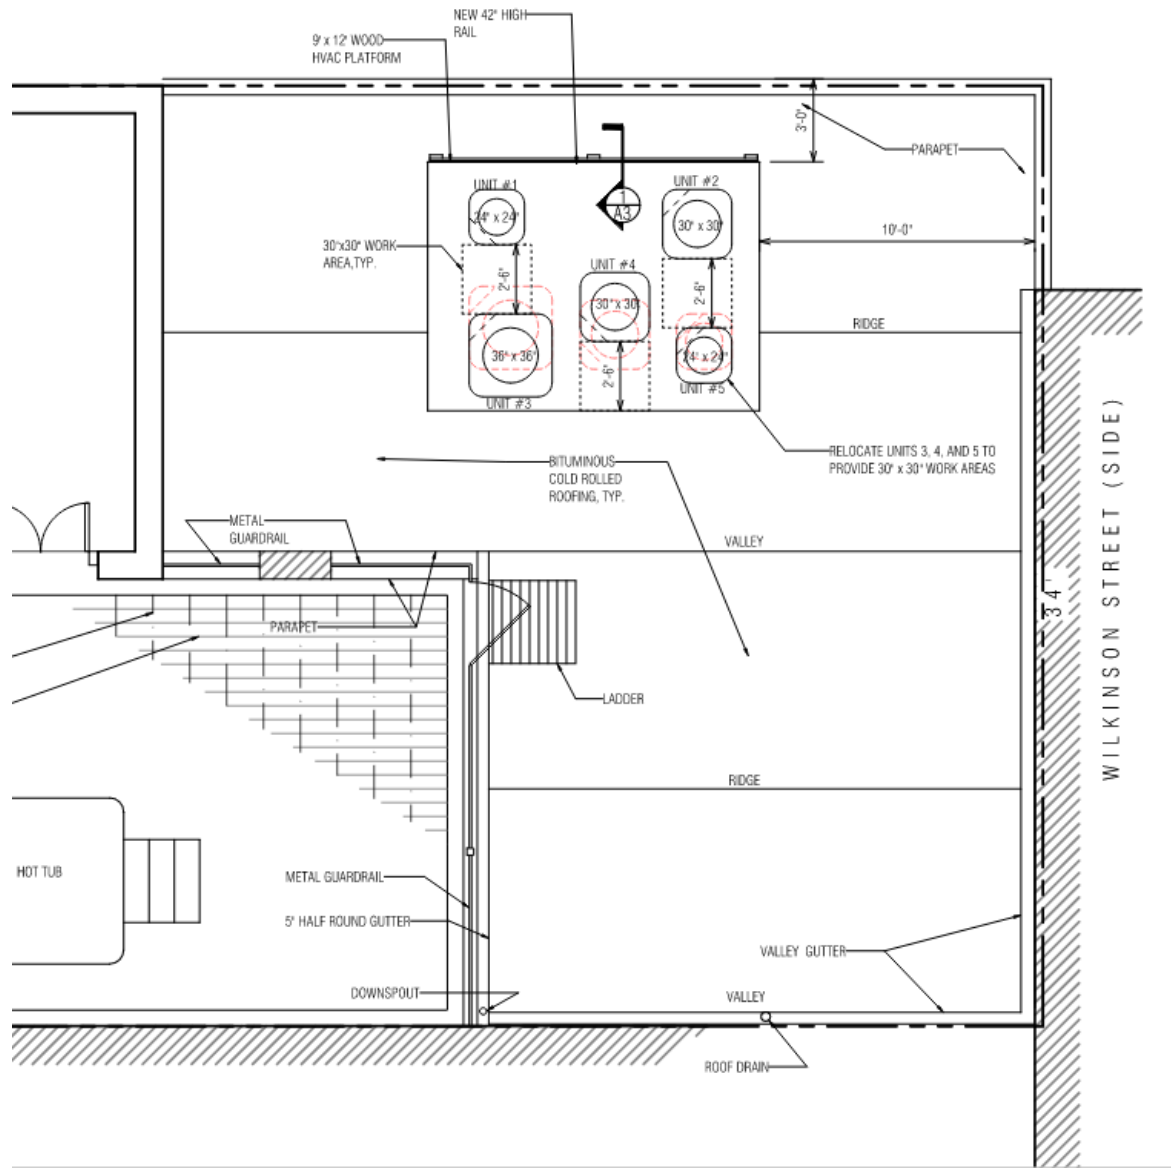 NEW 42" HIGH
RAIL
9' x 12' WOOD
HVAC PLATFORM
3'-0"
PARAPET
UNIT #1
24" x 24"
1
A3
UNIT #2
30" x 30"
10'-0"
30"x30" WORK
AREA,TYP.
2'-6"
UNIT #4
30" x 30"
2'-6"
RIDGE
36" x 36"
24" x 24"
2'-6"
UNIT #3
UNIT #5
RELOCATE UNITS 3, 4, AND 5 TO
PROVIDE 30" x 30" WORK AREAS
BITUMINOUS
COLD ROLLED
ROOFING, TYP.
METAL
GUARDRAIL
VALLEY
34'
WILKINSON STREET (SIDE)
PARAPET
LADDER
RIDGE
HOT TUB
METAL GUARDRAIL
5" HALF ROUND GUTTER
VALLEY GUTTER
DOWNSPOUT
VALLEY
ROOF DRAIN